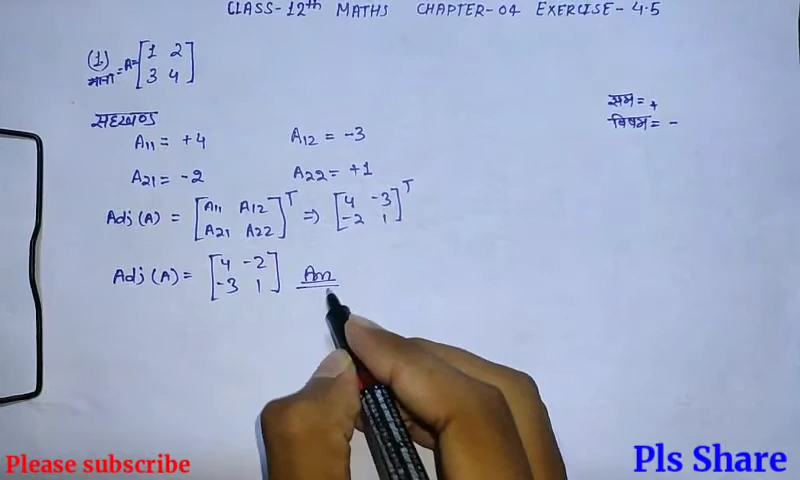 CLASS-12th MATHS CHAPTER-04 EXERCISE-4.5
(1)
माना = A = [1 2
3 4]
सहखण्ड
सम = +
विषम = -
A11 = +4 A12 = -3
A21 = -2 A22 = +1
Adj (A) = [A11 A12
A21 A22]T => [4 -3
-2 1]T
Adj (A) = [4 -2
-3 1] Ans
Please subscribe
Pls Share